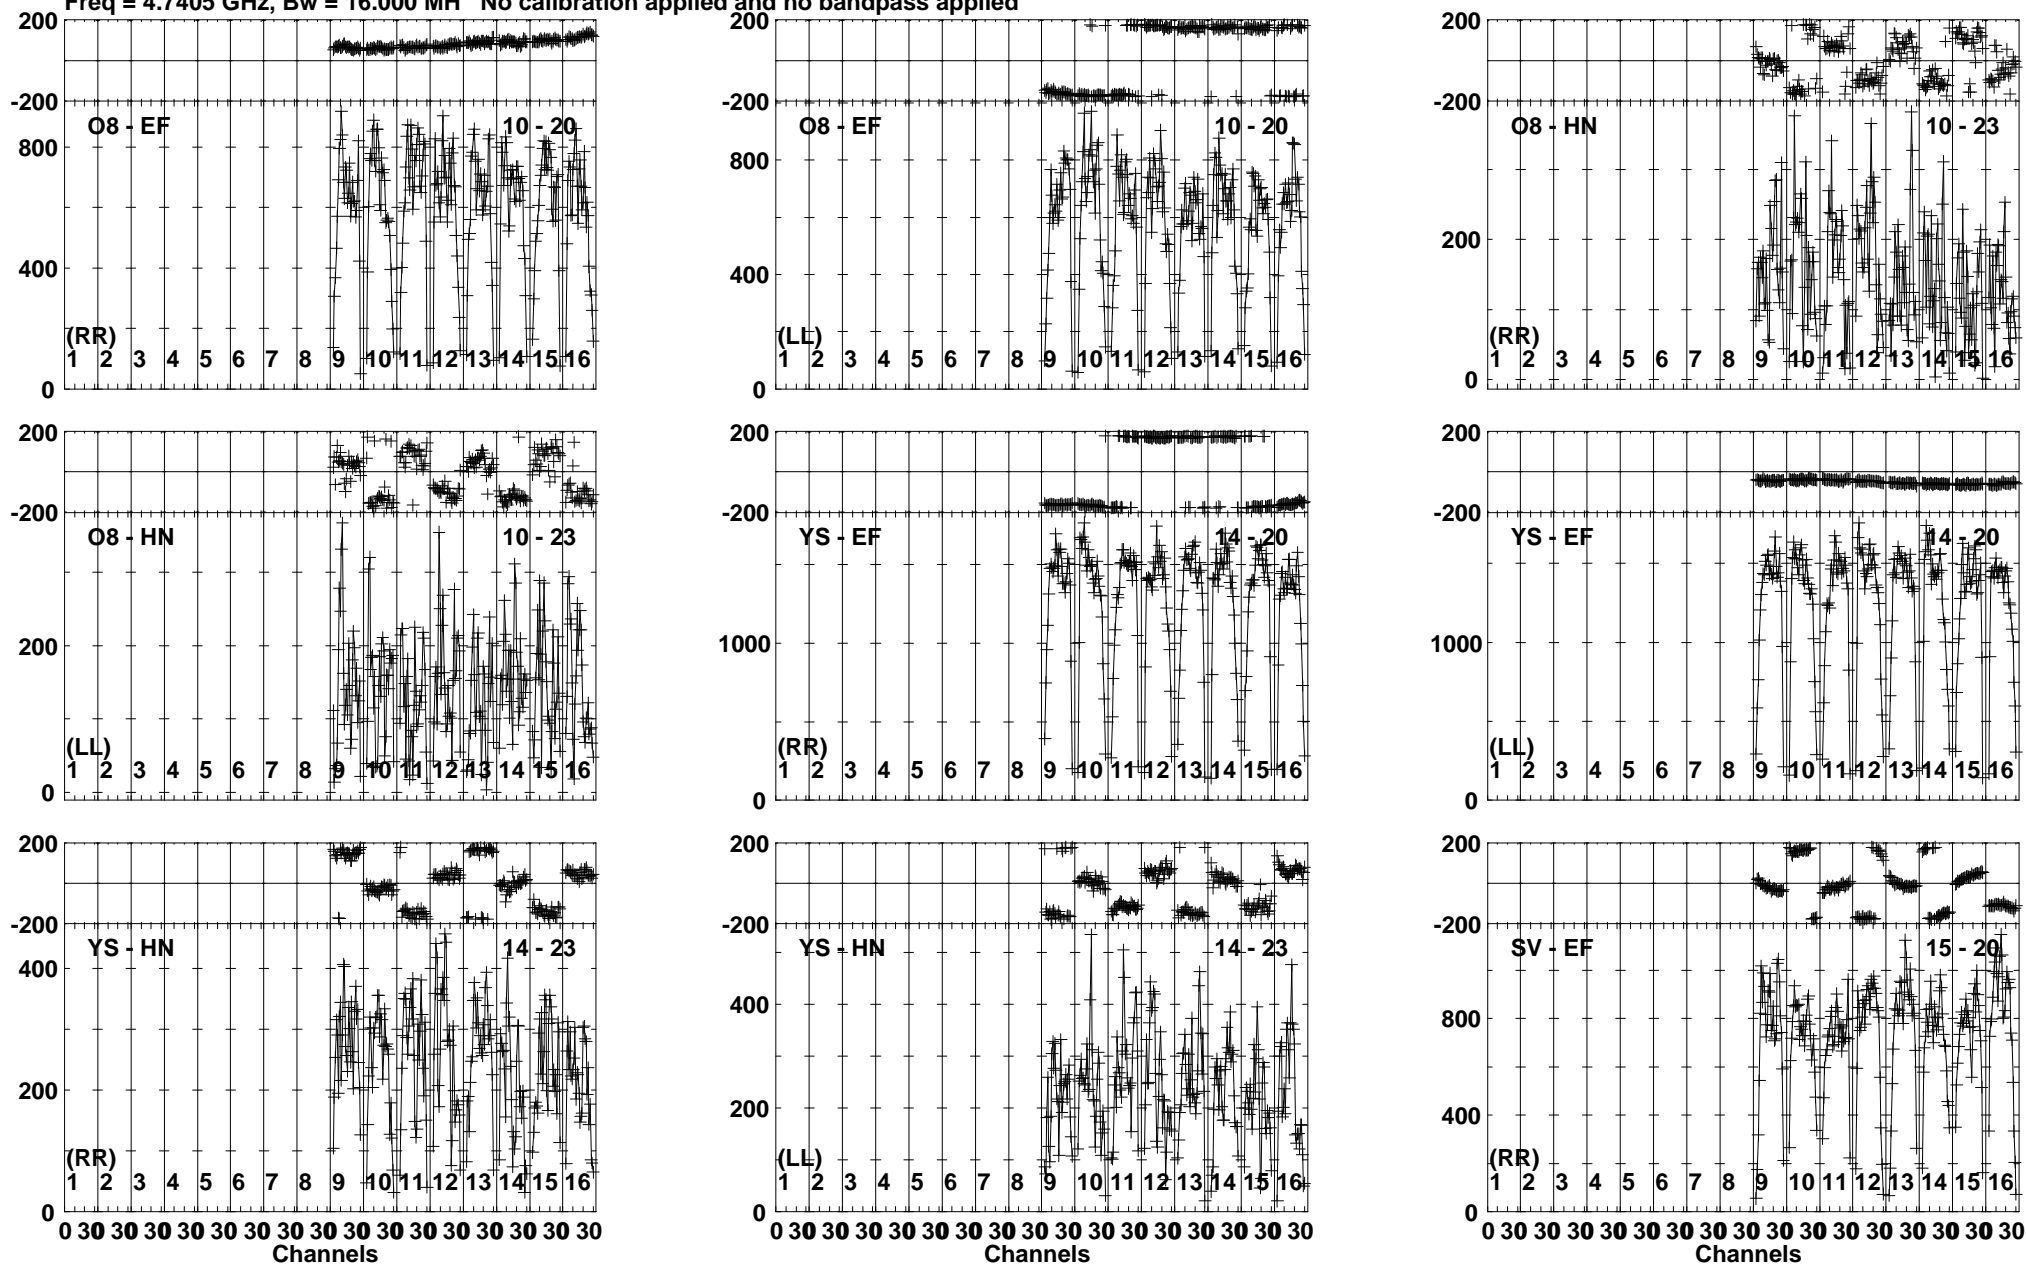 Freq = 4.7405 GHz, Bw = 16.000 MH No calibration applied and no bandpass applied
200
-200
O8 - EF 10 - 20
800
400
0
(RR)
1 2 3 4 5 6 7 8 9 10 11 12 13 14 15 16
200
-200
O8 - EF 10 - 20
800
400
0
(LL)
1 2 3 4 5 6 7 8 9 10 11 12 13 14 15 16
200
-200
O8 - HN 10 - 23
200
0
(RR)
1 2 3 4 5 6 7 8 9 10 11 12 13 14 15 16
200
-200
O8 - HN 10 - 23
200
0
(LL)
1 2 3 4 5 6 7 8 9 10 11 12 13 14 15 16
200
-200
YS - EF 14 - 20
1000
0
(RR)
1 2 3 4 5 6 7 8 9 10 11 12 13 14 15 16
200
-200
YS - EF 14 - 20
1000
0
(LL)
1 2 3 4 5 6 7 8 9 10 11 12 13 14 15 16
200
-200
YS - HN 14 - 23
400
200
0
(RR)
1 2 3 4 5 6 7 8 9 10 11 12 13 14 15 16
0 30 30 30 30 30 30 30 30 30 30 30 30 30 30 30 30
Channels
200
-200
YS - HN 14 - 23
400
200
0
(LL)
1 2 3 4 5 6 7 8 9 10 11 12 13 14 15 16
0 30 30 30 30 30 30 30 30 30 30 30 30 30 30 30 30
Channels
200
-200
SV - EF 15 - 20
800
400
0
(RR)
1 2 3 4 5 6 7 8 9 10 11 12 13 14 15 16
0 30 30 30 30 30 30 30 30 30 30 30 30 30 30 30 30
Channels